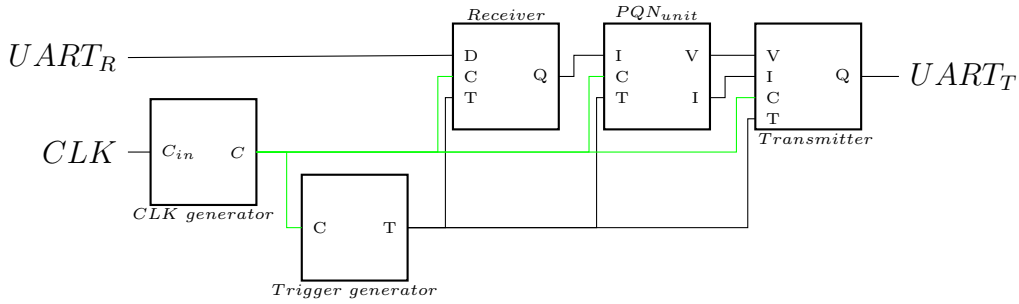 Receiver
PQN_unit
UART_R
D
C
T
Q
I
C
T
V
I
V
I
C
T
Q
UART_T
Transmitter
CLK
C_in
C
CLK generator
C
T
Trigger generator